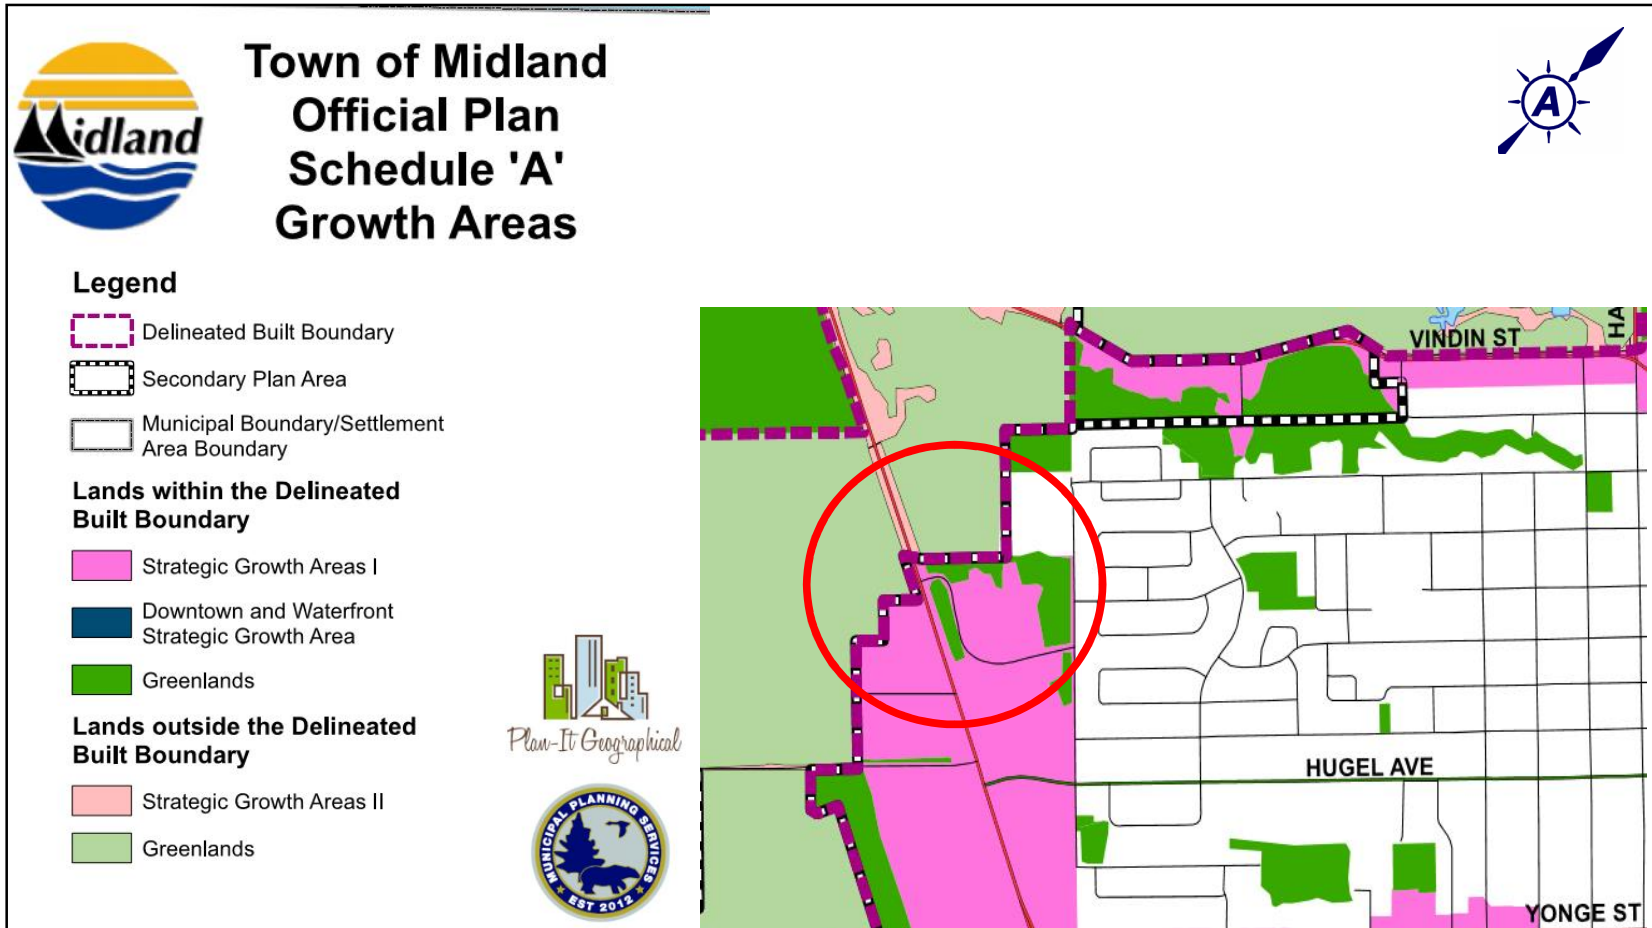 Midland
Town of Midland
Official Plan
Schedule 'A'
Growth Areas
A
Legend
Delineated Built Boundary
Secondary Plan Area
Municipal Boundary/Settlement
Area Boundary
Lands within the Delineated
Built Boundary
Strategic Growth Areas I
Downtown and Waterfront
Strategic Growth Area
Greenlands
Lands outside the Delineated
Built Boundary
Strategic Growth Areas II
Greenlands
Plan-It Geographical
MUNICIPAL PLANNING SERVICES
EST 2012
VINDIN ST
HA
HUGEL AVE
YONGE ST